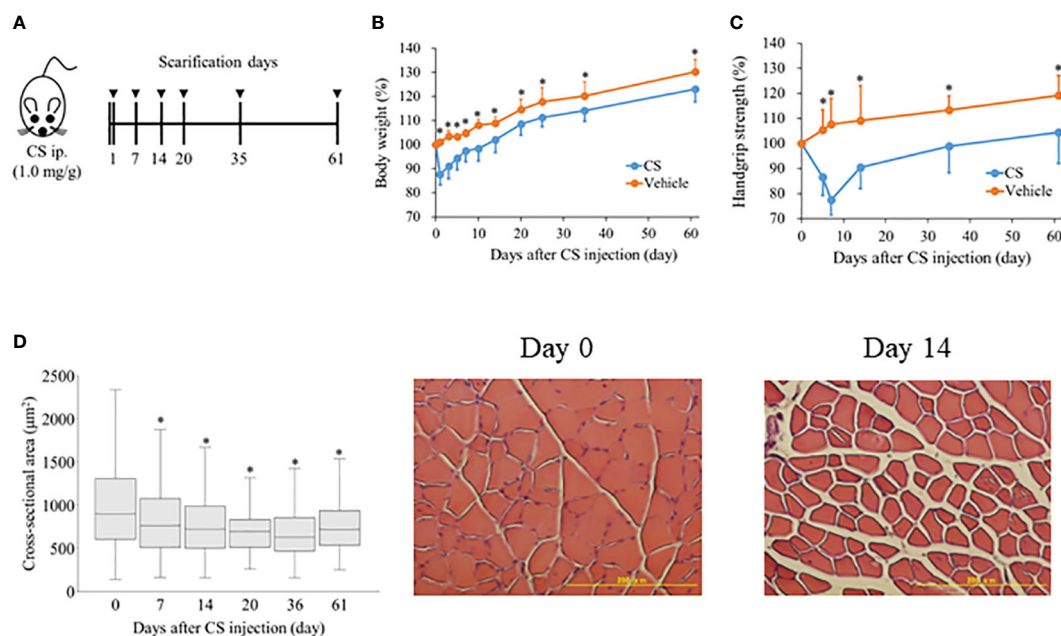 A
Scarification days
CS ip.
(1.0 mg/g)
1 7 14 20 35 61
B
Body weight (%)
140
130
120
110
100
90
80
70
* * * * * * * * * *
CS
Vehicle
0 10 20 30 40 50 60
Days after CS injection (day)
C
Handgrip strength (%)
140
130
120
110
100
90
80
70
* * * * *
CS
Vehicle
0 10 20 30 40 50 60
Days after CS injection (day)
D
Cross-sectional area (μm²)
2500
2000
1500
1000
500
0
* * * * *
0 7 14 20 36 61
Days after CS injection (day)
Day 0
Day 14